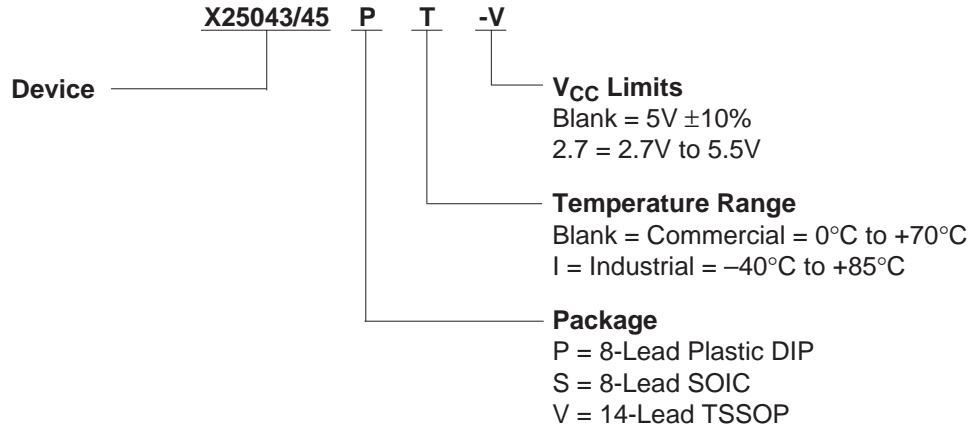 X25043/45 P T -V
Device
VCC Limits
Blank = 5V ±10%
2.7 = 2.7V to 5.5V
Temperature Range
Blank = Commercial = 0°C to +70°C
I = Industrial = –40°C to +85°C
Package
P = 8-Lead Plastic DIP
S = 8-Lead SOIC
V = 14-Lead TSSOP